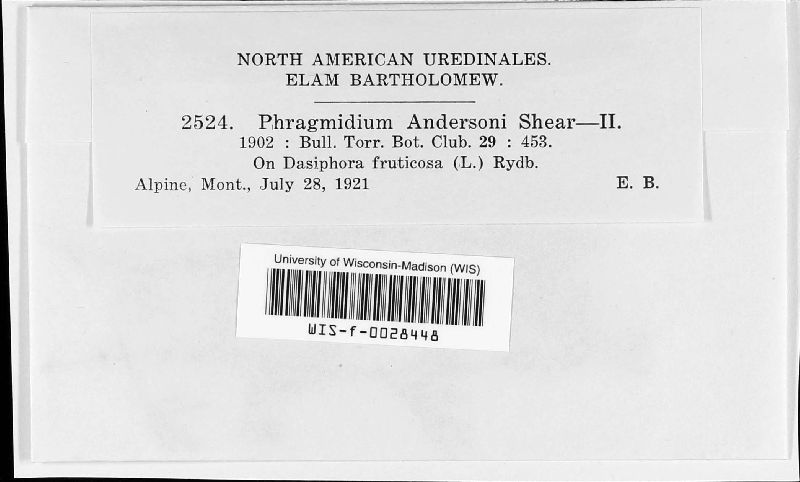 NORTH AMERICAN UREDINALES.
ELAM BARTHOLOMEW.
2524. Phragmidium Andersoni Shear—II.
1902 : Bull. Torr. Bot. Club. 29 : 453.
On Dasiphora fruticosa (L.) Rydb.
Alpine, Mont., July 28, 1921 E. B.
University of Wisconsin-Madison (WIS)
WIS-f-0028448